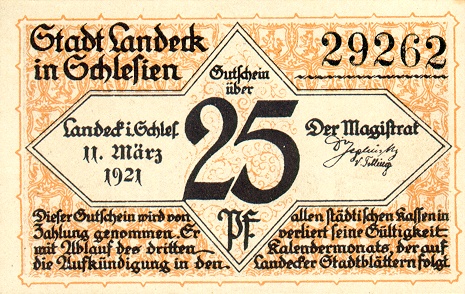 Stadt Landeck
in Schlesien
29262
Gutschein
über
25
Pf.
Landeck i. Schles.
11. März
1921
Der Magistrat
Dieser Gutschein wird von allen städtischen Kassen in
Zahlung genommen. Er verliert seine Gültigkeit
mit Ablauf des dritten Kalendermonats, der auf
die Aufkündigung in den Landecker Stadtblättern folgt.